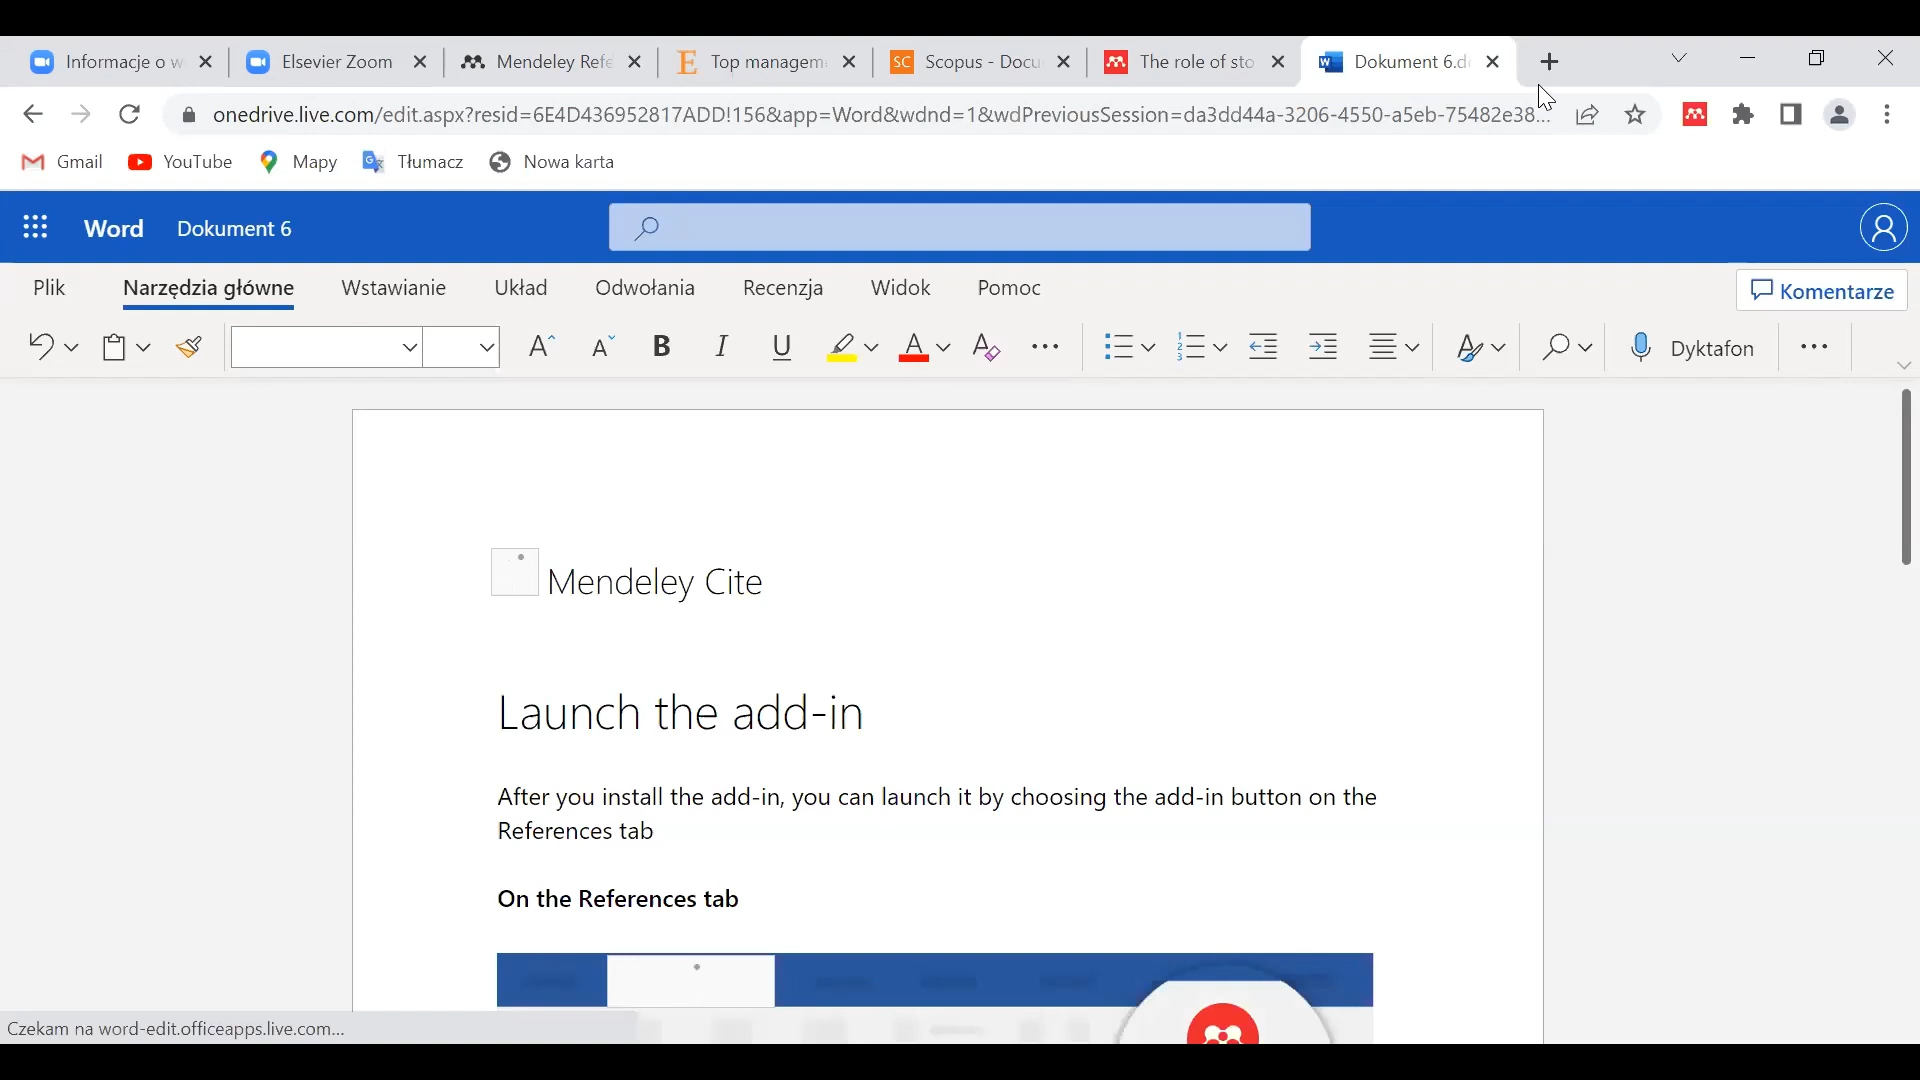 Informacje o w
Elsevier Zoom
Mendeley Refe
Top managem
Scopus - Docu
The role of sto
Dokument 6.d
onedrive.live.com/edit.aspx?resid=6E4D436952817ADD!156&app=Word&wdnd=1&wdPreviousSession=da3dd44a-3206-4550-a5eb-75482e38...
Gmail
YouTube
Mapy
Tłumacz
Nowa karta
Word
Dokument 6
Plik
Narzędzia główne
Wstawianie
Układ
Odwołania
Recenzja
Widok
Pomoc
Komentarze
Dyktafon
Mendeley Cite
Launch the add-in
After you install the add-in, you can launch it by choosing the add-in button on the
References tab
On the References tab
Czekam na word-edit.officeapps.live.com...